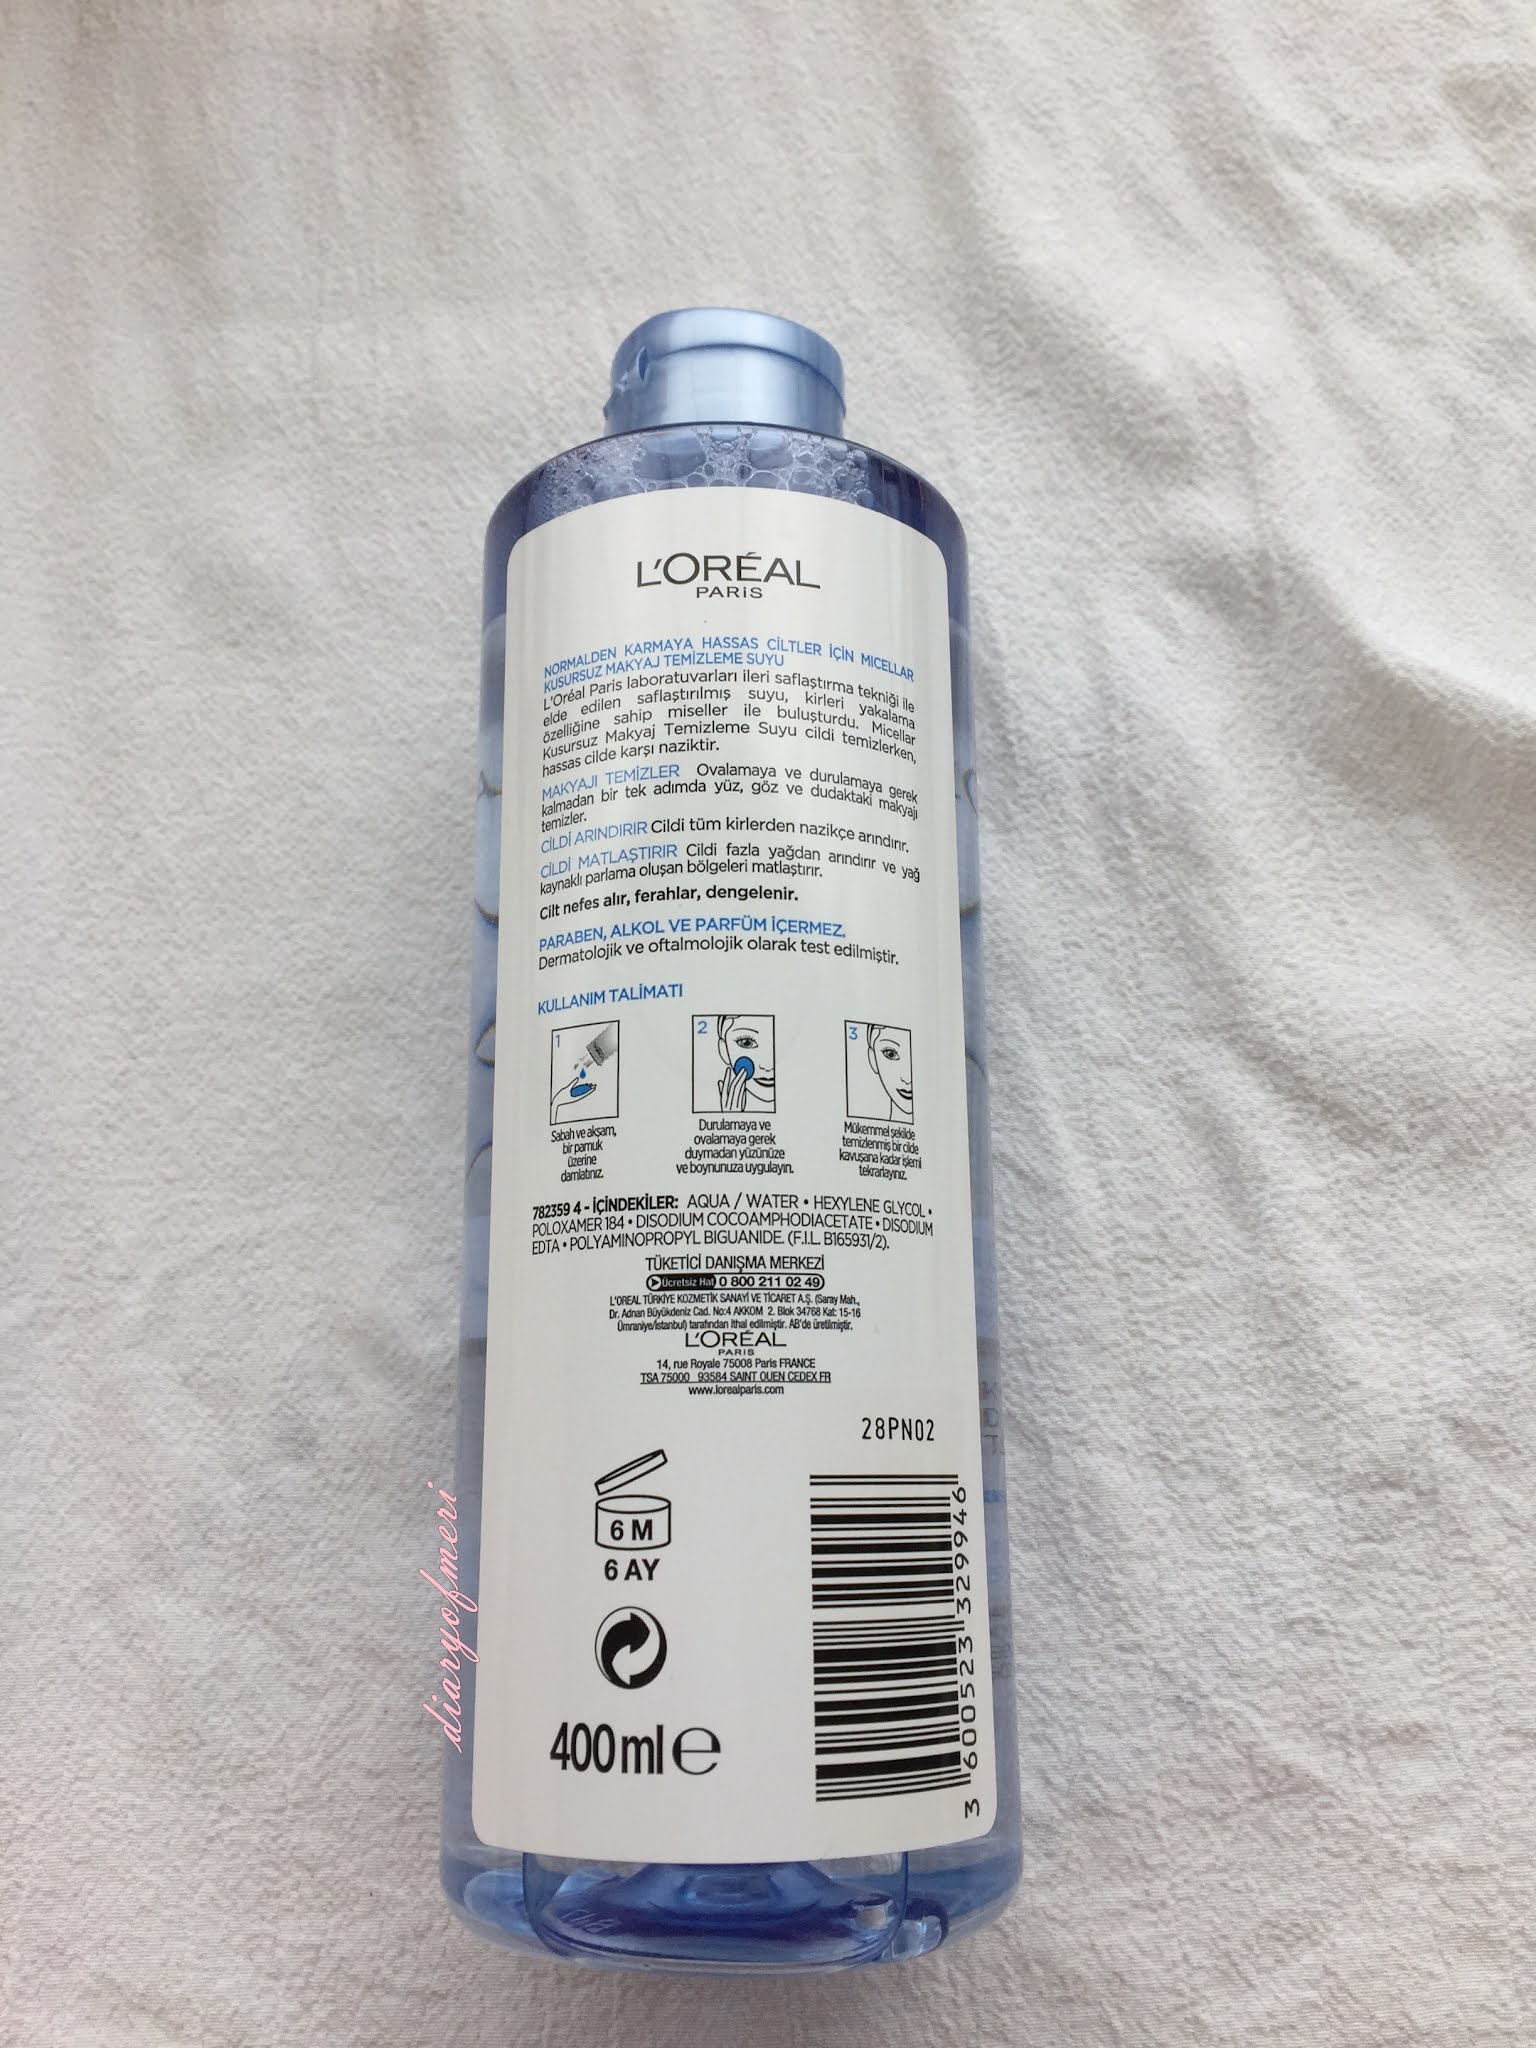 L'ORÉAL
PARİS
NORMALDEN KARMAYA HASSAS CİLTLER İÇİN MICELLAR
KUSURSUZ MAKYAJ TEMİZLEME SUYU
L'Oréal Paris laboratuvarları ileri saflaştırma tekniği ile
elde edilen saflaştırılmış suyu, kirleri yakalama
özelliğine sahip miseller ile buluşturdu. Micellar
Kusursuz Makyaj Temizleme Suyu cildi temizlerken,
hassas cilde karşı naziktir.
MAKYAJI TEMİZLER Ovalamaya ve durulamaya gerek
kalmadan bir tek adımda yüz, göz ve dudaktaki makyajı
temizler.
CİLDİ ARINDIRIR Cildi tüm kirlerden nazikçe arındırır.
CİLDİ MATLAŞTIRIR Cildi fazla yağdan arındırır ve yağ
kaynaklı parlama oluşan bölgeleri matlaştırır.
Cilt nefes alır, ferahlar, dengelenir.
PARABEN, ALKOL VE PARFÜM İÇERMEZ.
Dermatolojik ve oftalmolojik olarak test edilmiştir.
KULLANIM TALİMATI
1
Sabah ve akşam,
bir pamuk
üzerine
damlatınız.
2
Durulamaya ve
ovalamaya gerek
duymadan yüzünüze
ve boynunuza uygulayın.
3
Mükemmel şekilde
temizlenmiş bir cilde
kavuşana kadar işlemi
tekrarlayınız.
782359 4 - İÇİNDEKİLER: AQUA / WATER • HEXYLENE GLYCOL •
POLOXAMER 184 • DISODIUM COCOAMPHODIACETATE • DISODIUM
EDTA • POLYAMINOPROPYL BIGUANIDE. (F.I.L. B165931/2).
TÜKETİCİ DANIŞMA MERKEZİ
Ücretsiz Hat 0 800 211 02 49
L'OREAL TÜRKİYE KOZMETİK SANAYİ VE TİCARET A.Ş. (Saray Mah.,
Dr. Adnan Büyükdeniz Cad. No:4 AKKOM 2. Blok 34768 Kat: 15-16
Ümraniye/İstanbul) tarafından ithal edilmiştir. AB'de üretilmiştir.
L'ORÉAL
PARIS
14, rue Royale 75008 Paris FRANCE
TSA 75000 93584 SAINT OUEN CEDEX FR
www.lorealparis.com
28PN02
6 M
6 AY
400 ml e
3 600523 329946
diaryofmeri